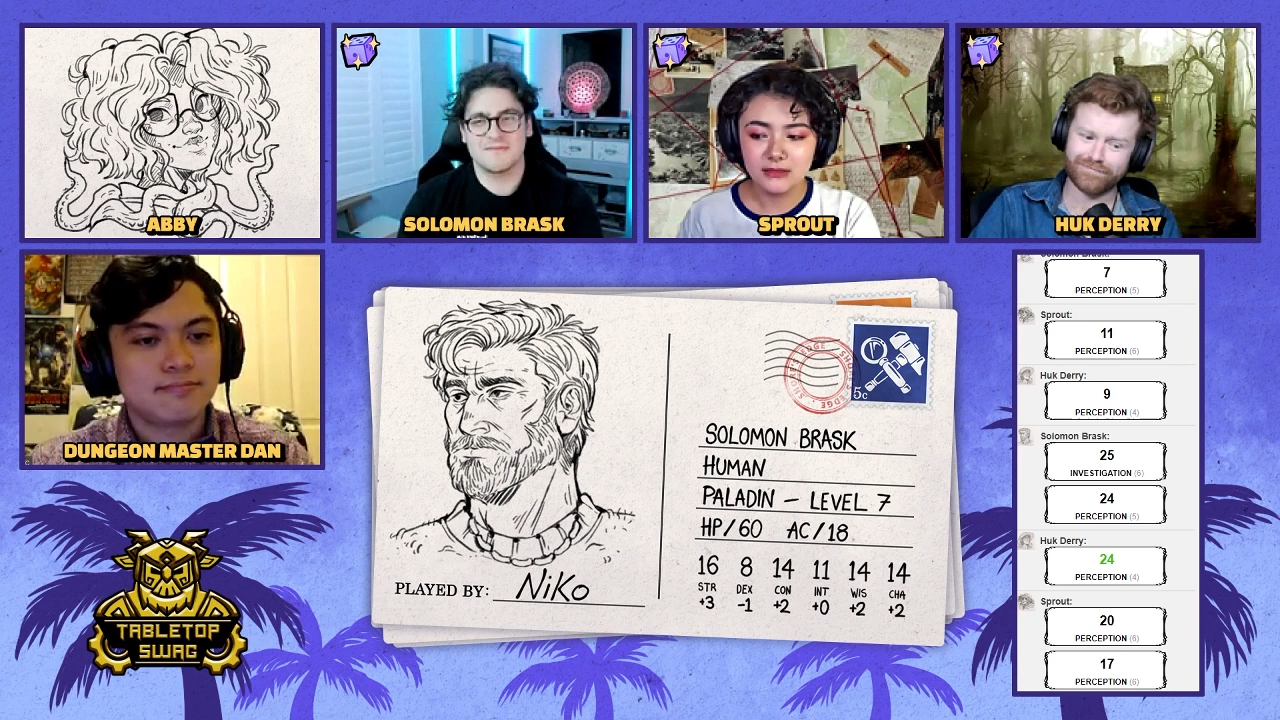 ABBY
SOLOMON BRASK
SPROUT
HUK DERRY
DUNGEON MASTER DAN
TABLETOP
SWAG
5c
SOLOMON BRASK
HUMAN
PALADIN – LEVEL 7
HP/60 AC/18
16 8 14 11 14 14
STR DEX CON INT WIS CHA
+3 -1 +2 +0 +2 +2
PLAYED BY: NIKO
Solomon Brask:
7
PERCEPTION (5)
Sprout:
11
PERCEPTION (6)
Huk Derry:
9
PERCEPTION (4)
Solomon Brask:
25
INVESTIGATION (6)
24
PERCEPTION (5)
Huk Derry:
24
PERCEPTION (4)
Sprout:
20
PERCEPTION (6)
17
PERCEPTION (6)